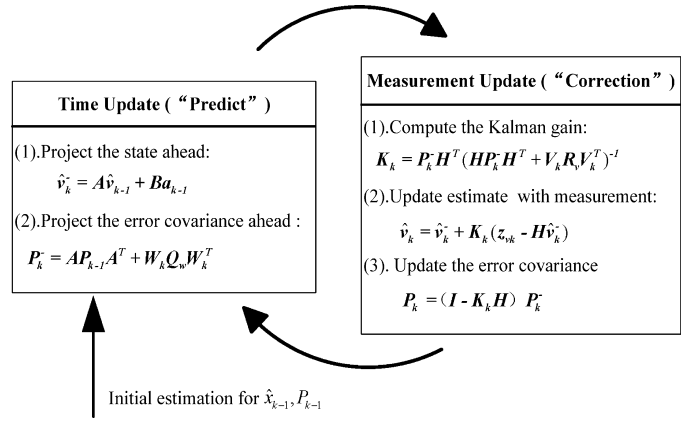 Time Update (“Predict”)
(1).Project the state ahead:
v̂ₖ⁻ = Av̂ₖ₋₁ + Baₖ₋₁
(2).Project the error covariance ahead :
Pₖ⁻ = APₖ₋₁Aᵀ + WₖQ_wWₖᵀ
Measurement Update (“Correction”)
(1).Compute the Kalman gain:
Kₖ = Pₖ⁻Hᵀ(HPₖ⁻Hᵀ + VₖRᵥVₖᵀ)⁻¹
(2).Update estimate with measurement:
v̂ₖ = v̂ₖ⁻ + Kₖ(zᵥₖ - Hv̂ₖ⁻)
(3). Update the error covariance
Pₖ = (I - KₖH) Pₖ⁻
Initial estimation for x̂ₖ₋₁, Pₖ₋₁